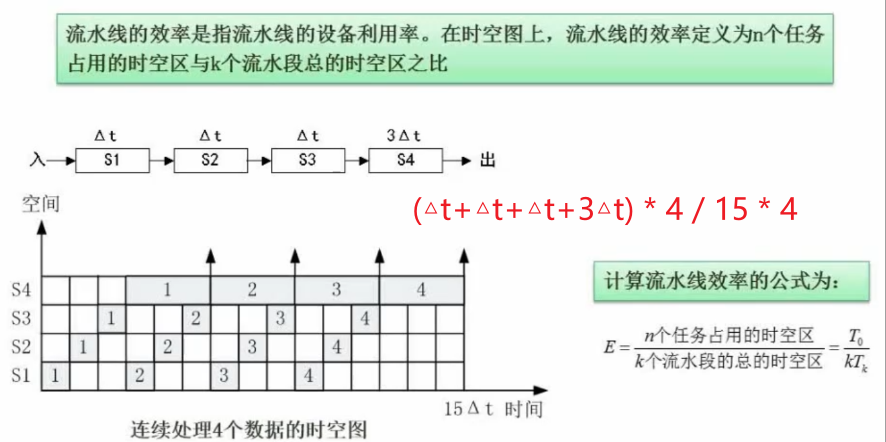 流水线的效率是指流水线的设备利用率。在时空图上，流水线的效率定义为n个任务
占用的时空区与k个流水段总的时空区之比
Δt Δt Δt 3Δt
入 S1 S2 S3 S4 出
空间
(△t+△t+△t+3△t) * 4 / 15 * 4
S4 1 2 3 4
S3 1 2 3 4
S2 1 2 3 4
S1 1 2 3 4
15Δt 时间
连续处理4个数据的时空图
计算流水线效率的公式为：
E = n个任务占用的时空区 / k个流水段的总的时空区 = T₀ / kTₖ